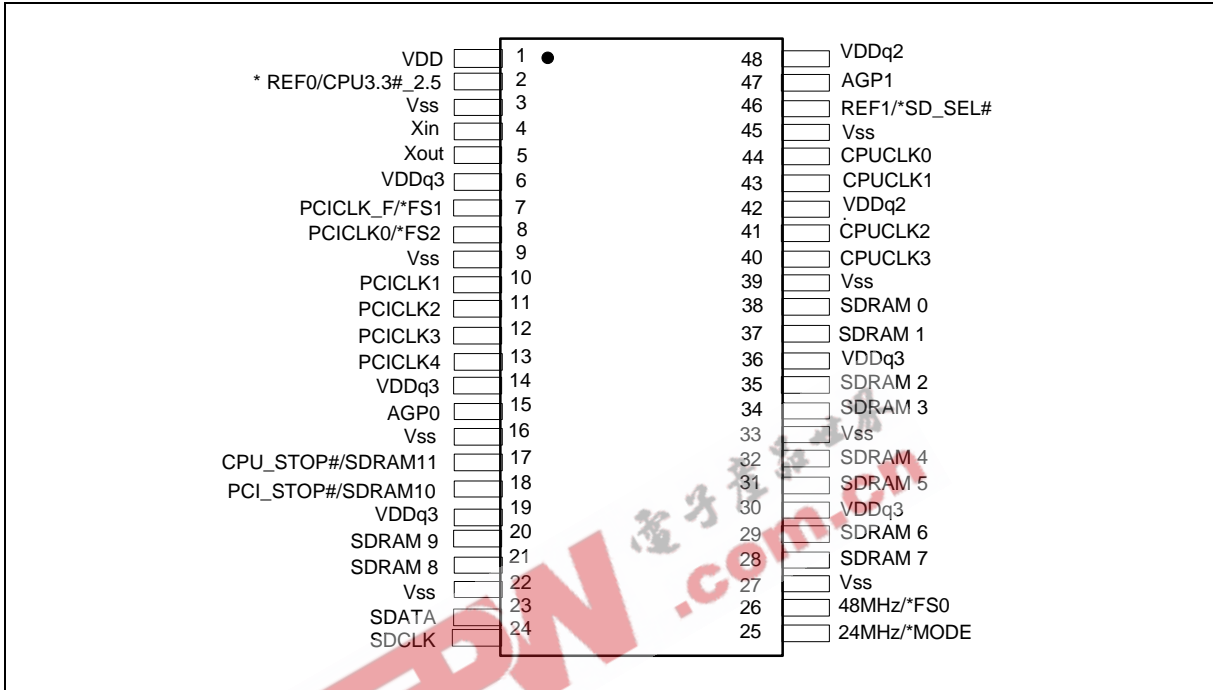 VDD 1 48 VDDq2
* REF0/CPU3.3#_2.5 2 47 AGP1
Vss 3 46 REF1/*SD_SEL#
Xin 4 45 Vss
Xout 5 44 CPUCLK0
VDDq3 6 43 CPUCLK1
PCICLK_F/*FS1 7 42 VDDq2
PCICLK0/*FS2 8 41 CPUCLK2
Vss 9 40 CPUCLK3
PCICLK1 10 39 Vss
PCICLK2 11 38 SDRAM 0
PCICLK3 12 37 SDRAM 1
PCICLK4 13 36 VDDq3
VDDq3 14 35 SDRAM 2
AGP0 15 34 SDRAM 3
Vss 16 33 Vss
CPU_STOP#/SDRAM11 17 32 SDRAM 4
PCI_STOP#/SDRAM10 18 31 SDRAM 5
VDDq3 19 30 VDDq3
SDRAM 9 20 29 SDRAM 6
SDRAM 8 21 28 SDRAM 7
Vss 22 27 Vss
SDATA 23 26 48MHz/*FS0
SDCLK 24 25 24MHz/*MODE
電子產品世界
.com.cn